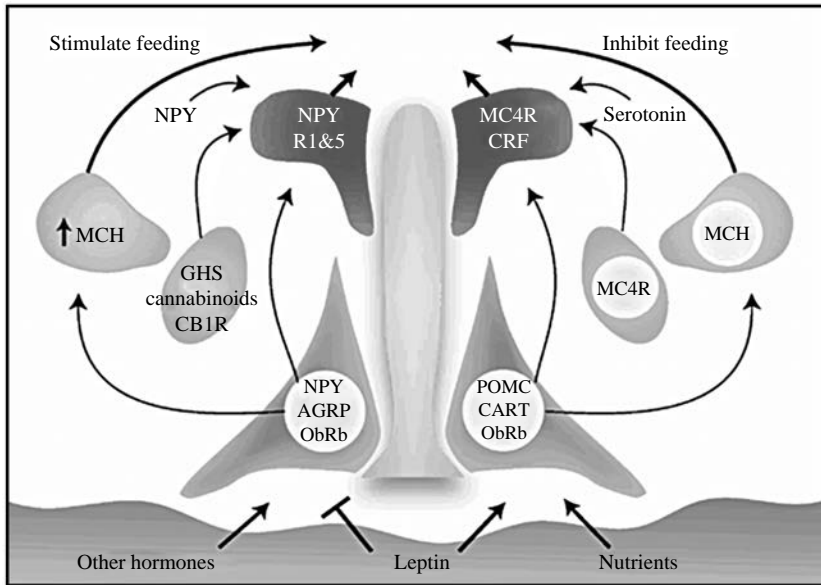 Stimulate feeding
Inhibit feeding
NPY
NPY
R1&5
MC4R
CRF
Serotonin
MCH
GHS
cannabinoids
CB1R
MC4R
MCH
NPY
AGRP
ObRb
POMC
CART
ObRb
Other hormones
Leptin
Nutrients